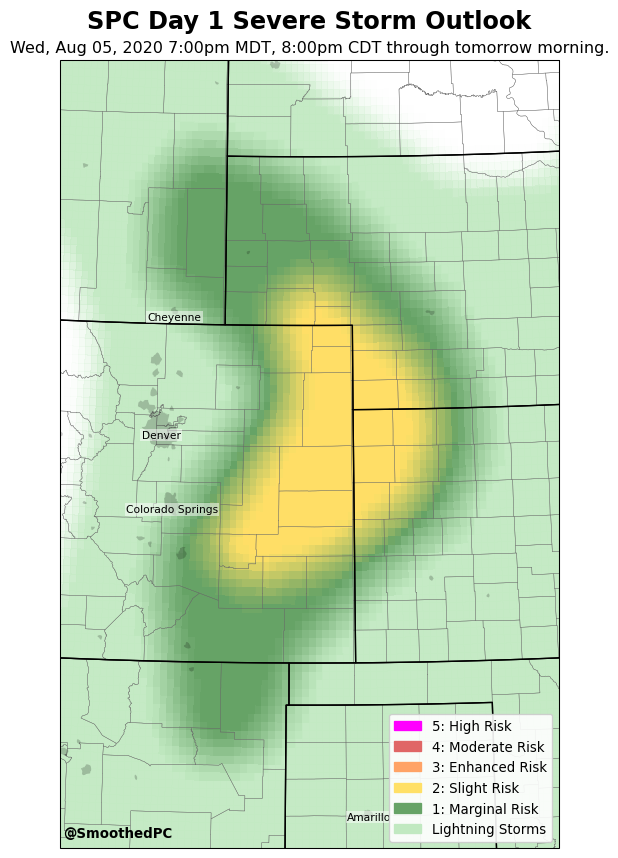 SPC Day 1 Severe Storm Outlook
Wed, Aug 05, 2020 7:00pm MDT, 8:00pm CDT through tomorrow morning.
Cheyenne
Denver
Colorado Springs
5: High Risk
4: Moderate Risk
3: Enhanced Risk
2: Slight Risk
1: Marginal Risk
Lightning Storms
Amarillo
@SmoothedPC